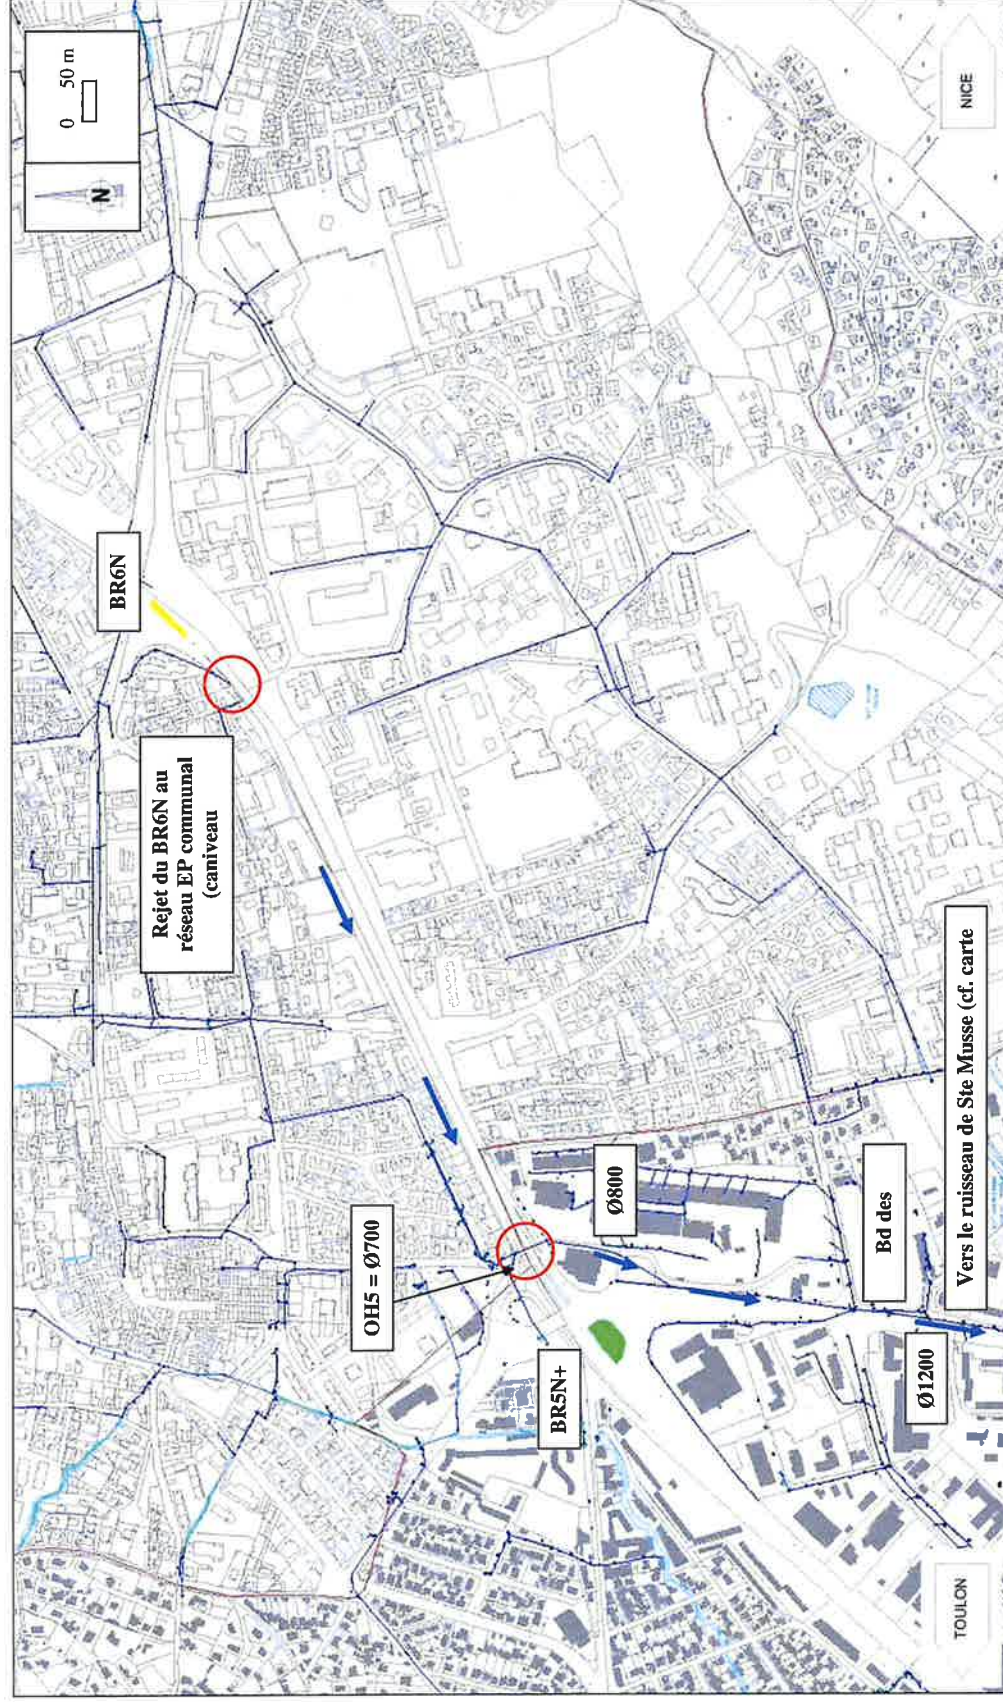 0 50 m
N
BR6N
Rejet du BR6N au
réseau EP communal
(caniveau
OH5 = Ø700
BR5N+
Ø800
Bd des
Ø1200
Vers le ruisseau de Ste Musse (cf. carte
TOULON
NICE